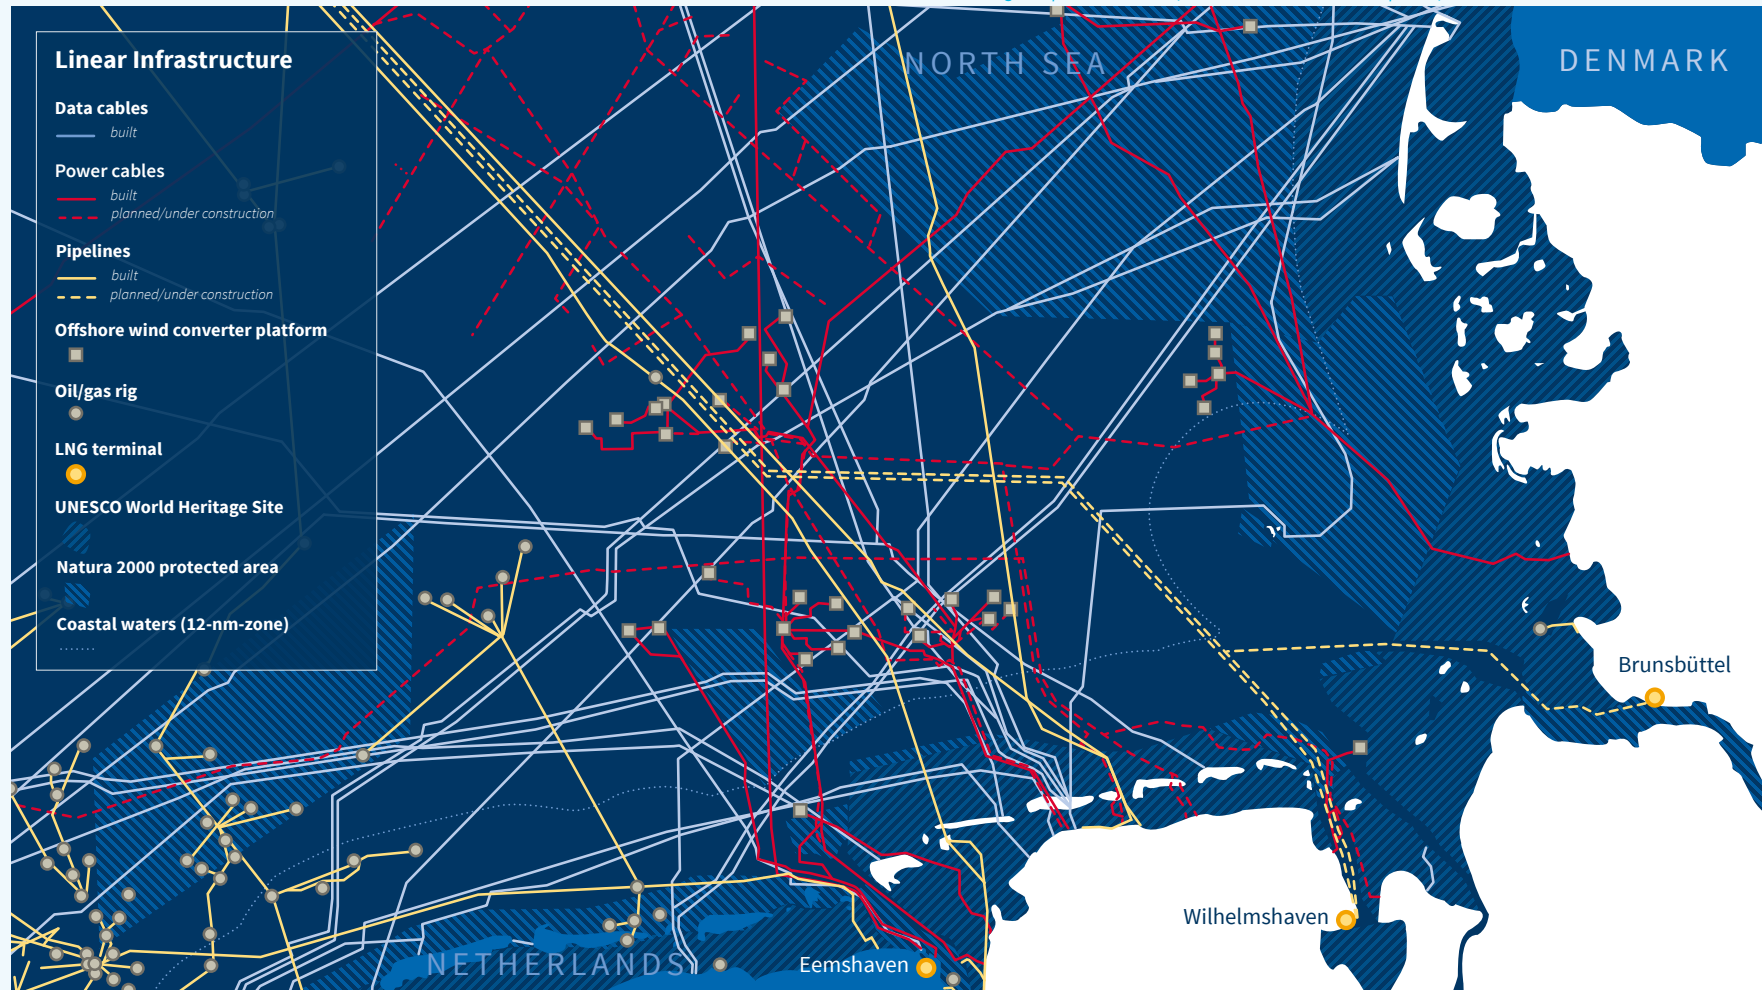 Linear Infrastructure
Data cables
built
Power cables
built
planned/under construction
Pipelines
built
planned/under construction
Offshore wind converter platform
Oil/gas rig
LNG terminal
UNESCO World Heritage Site
Natura 2000 protected area
Coastal waters (12-nm-zone)
NORTH SEA
DENMARK
Brunsbüttel
Wilhelmshaven
Eemshaven
NETHERLANDS